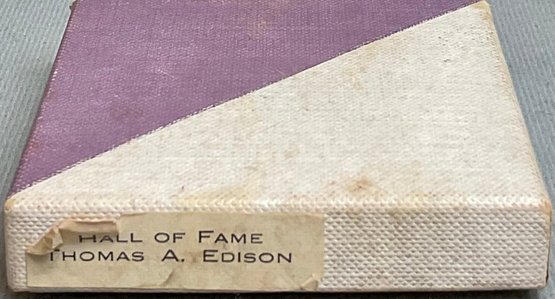 HALL OF FAME
THOMAS A. EDISON